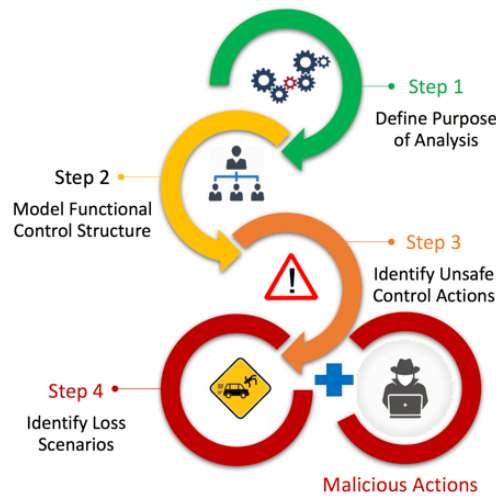 Step 1
Define Purpose
of Analysis
Step 2
Model Functional
Control Structure
Step 3
Identify Unsafe
Control Actions
Step 4
Identify Loss
Scenarios
Malicious Actions